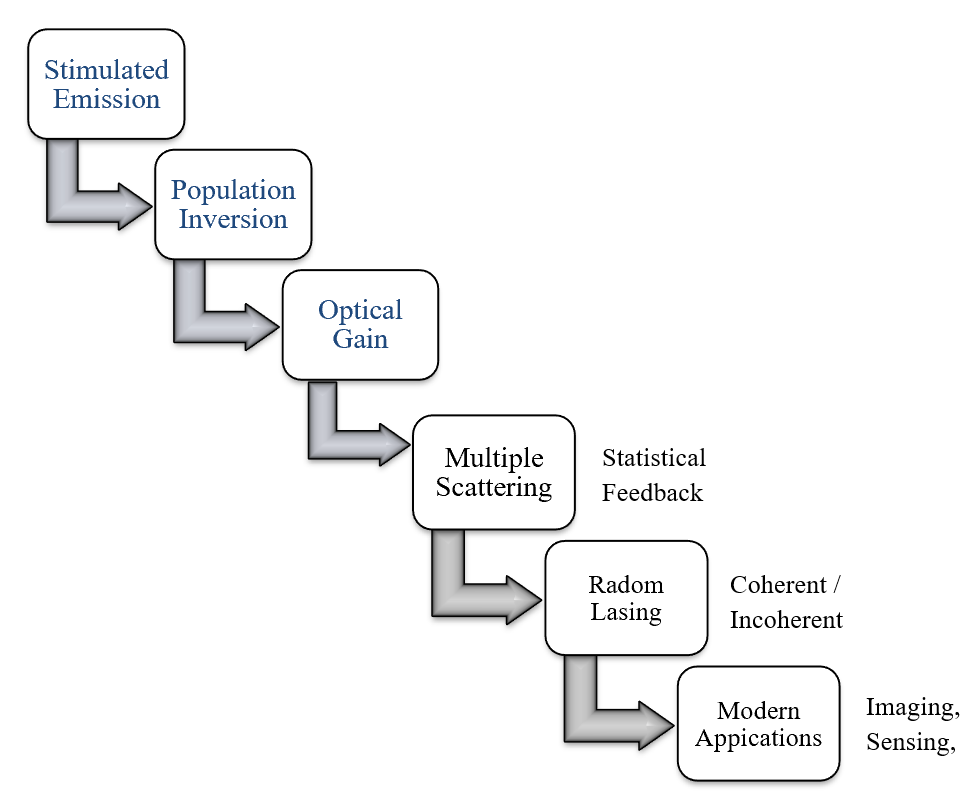 Stimulated
Emission
Population
Inversion
Optical
Gain
Multiple
Scattering
Statistical
Feedback
Radom
Lasing
Coherent /
Incoherent
Modern
Appications
Imaging,
Sensing,